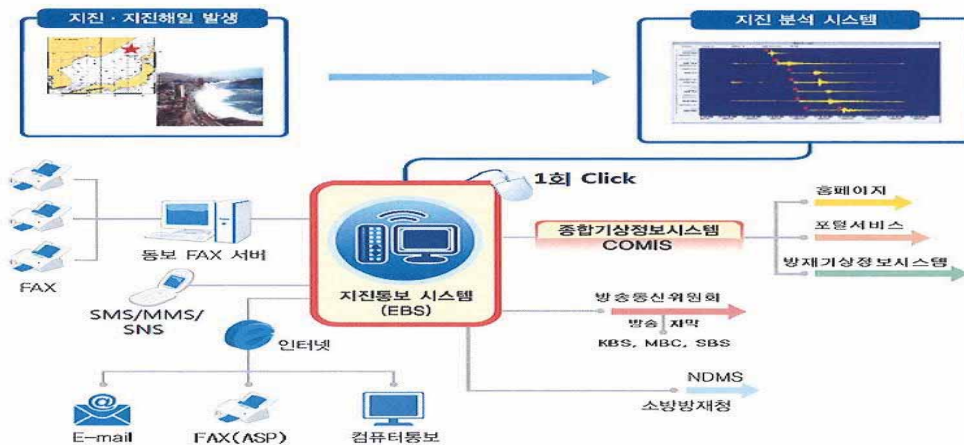 지진 · 지진해일 발생
지진 분석 시스템
1회 Click
홈페이지
종합기상정보시스템
COMIS
포털서비스
방재기상정보시스템
동보 FAX 서버
FAX
지진통보 시스템
(EBS)
SMS/MMS/
SNS
방송통신위원회
방송 자막
KBS, MBC, SBS
인터넷
NDMS
소방방재청
E-mail
FAX(ASP)
컴퓨터통보